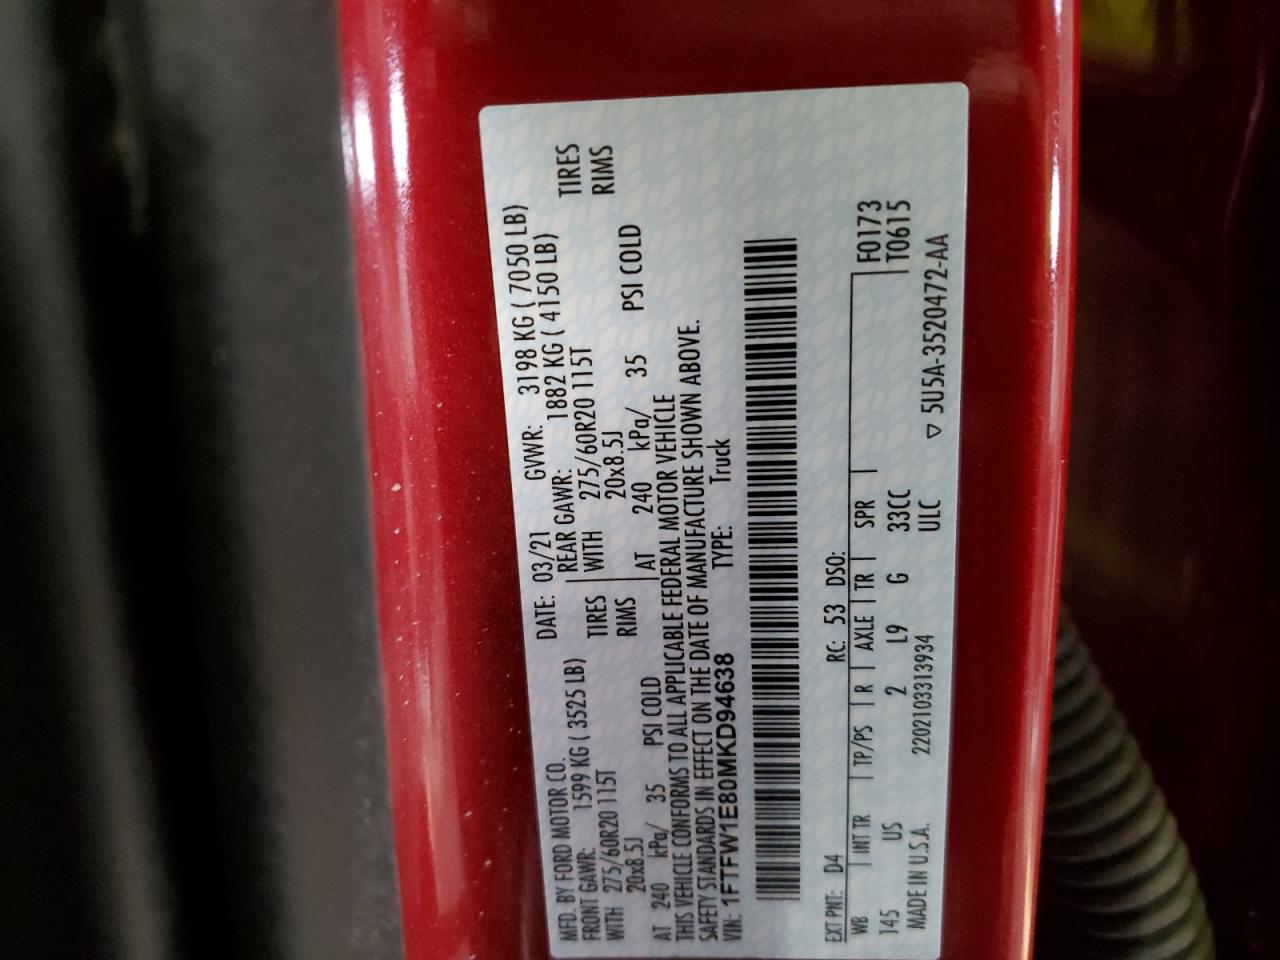 MFD. BY FORD MOTOR CO.
DATE: 03/21 GVWR: 3198 KG ( 7050 LB)
FRONT GAWR: 1599 KG ( 3525 LB) REAR GAWR: 1882 KG ( 4150 LB)
WITH 275/60R20 115T TIRES WITH 275/60R20 115T TIRES
20x8.5J RIMS 20x8.5J RIMS
AT 240 kPa/ 35 PSI COLD AT 240 kPa/ 35 PSI COLD
THIS VEHICLE CONFORMS TO ALL APPLICABLE FEDERAL MOTOR VEHICLE
SAFETY STANDARDS IN EFFECT ON THE DATE OF MANUFACTURE SHOWN ABOVE.
VIN: 1FTFW1E80MKD94638 TYPE: Truck
EXT PNT: D4 RC: 53 DSO:
WB INT TR TP/PS R AXLE TR SPR F0173
145 US 2 L9 G 33CC T0615
MADE IN U.S.A. 2202103313934 ULC ▽ 5U5A-3520472-AA